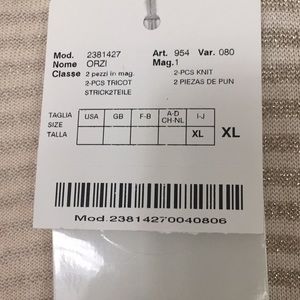 Mod. 2381427 Art. 954 Var. 080
Nome ORZI Mag.1
Classe 2 pezzi in mag. 2-PCS KNIT
2-PCS TRICOT 2 PIEZAS DE PUN
STRICK2TEILE
TAGLIA SIZE TALLA USA GB F-B A-D CH-NL I-J
XL XL
Mod.23814270040806